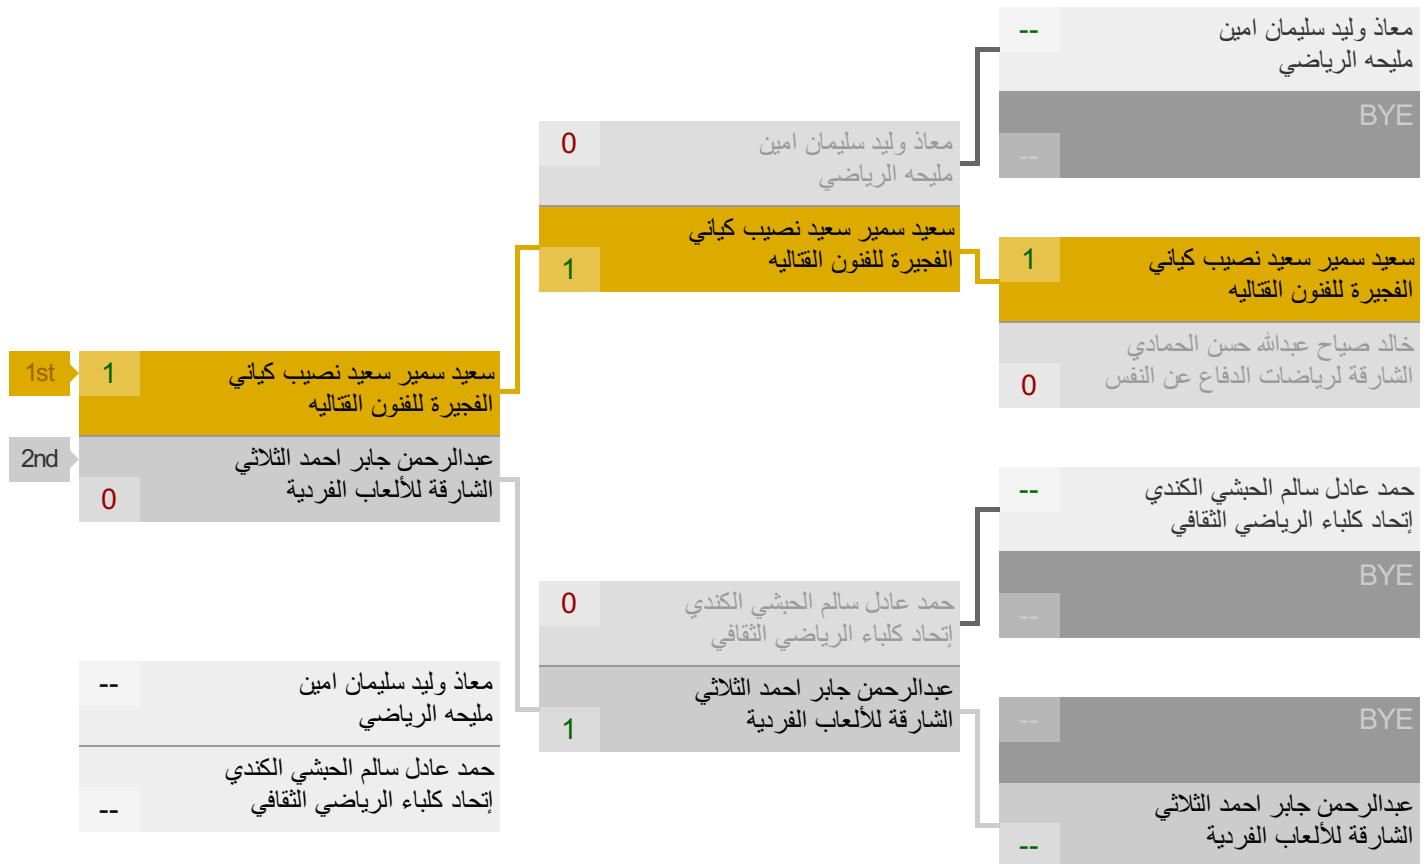 معاذ وليد سليمان امين
مليحه الرياضي
--
BYE
--
سعيد سمير سعيد نصيب كياني
الفجيرة للفنون القتاليه
1
خالد صياح عبدالله حسن الحمادي
الشارقة لرياضات الدفاع عن النفس
0
حمد عادل سالم الحبشي الكندي
إتحاد كلباء الرياضي الثقافي
--
BYE
--
BYE
--
عبدالرحمن جابر احمد الثلاثي
الشارقة للألعاب الفردية
--
معاذ وليد سليمان امين
مليحه الرياضي
0
سعيد سمير سعيد نصيب كياني
الفجيرة للفنون القتاليه
1
حمد عادل سالم الحبشي الكندي
إتحاد كلباء الرياضي الثقافي
0
عبدالرحمن جابر احمد الثلاثي
الشارقة للألعاب الفردية
1
سعيد سمير سعيد نصيب كياني
الفجيرة للفنون القتاليه
1
1st
عبدالرحمن جابر احمد الثلاثي
الشارقة للألعاب الفردية
0
2nd
معاذ وليد سليمان امين
مليحه الرياضي
--
حمد عادل سالم الحبشي الكندي
إتحاد كلباء الرياضي الثقافي
--